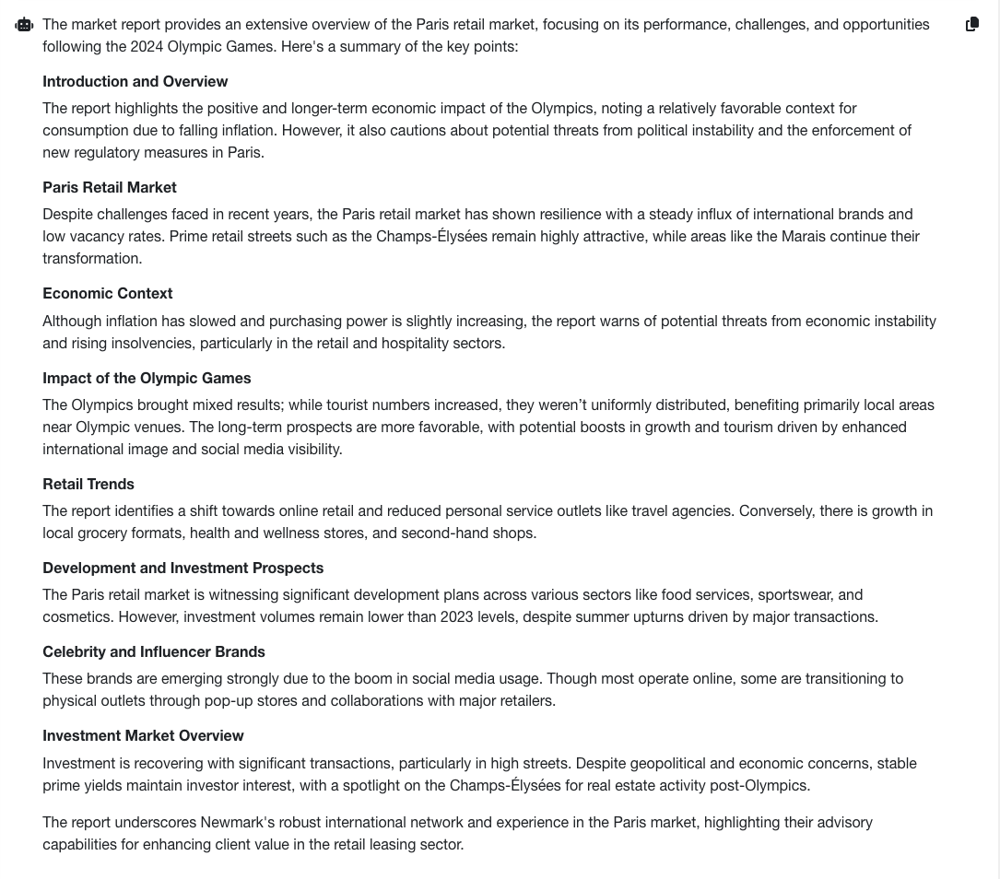 The market report provides an extensive overview of the Paris retail market, focusing on its performance, challenges, and opportunities
following the 2024 Olympic Games. Here's a summary of the key points:
Introduction and Overview
The report highlights the positive and longer-term economic impact of the Olympics, noting a relatively favorable context for
consumption due to falling inflation. However, it also cautions about potential threats from political instability and the enforcement of
new regulatory measures in Paris.
Paris Retail Market
Despite challenges faced in recent years, the Paris retail market has shown resilience with a steady influx of international brands and
low vacancy rates. Prime retail streets such as the Champs-Élysées remain highly attractive, while areas like the Marais continue their
transformation.
Economic Context
Although inflation has slowed and purchasing power is slightly increasing, the report warns of potential threats from economic instability
and rising insolvencies, particularly in the retail and hospitality sectors.
Impact of the Olympic Games
The Olympics brought mixed results; while tourist numbers increased, they weren’t uniformly distributed, benefiting primarily local areas
near Olympic venues. The long-term prospects are more favorable, with potential boosts in growth and tourism driven by enhanced
international image and social media visibility.
Retail Trends
The report identifies a shift towards online retail and reduced personal service outlets like travel agencies. Conversely, there is growth in
local grocery formats, health and wellness stores, and second-hand shops.
Development and Investment Prospects
The Paris retail market is witnessing significant development plans across various sectors like food services, sportswear, and
cosmetics. However, investment volumes remain lower than 2023 levels, despite summer upturns driven by major transactions.
Celebrity and Influencer Brands
These brands are emerging strongly due to the boom in social media usage. Though most operate online, some are transitioning to
physical outlets through pop-up stores and collaborations with major retailers.
Investment Market Overview
Investment is recovering with significant transactions, particularly in high streets. Despite geopolitical and economic concerns, stable
prime yields maintain investor interest, with a spotlight on the Champs-Élysées for real estate activity post-Olympics.
The report underscores Newmark's robust international network and experience in the Paris market, highlighting their advisory
capabilities for enhancing client value in the retail leasing sector.